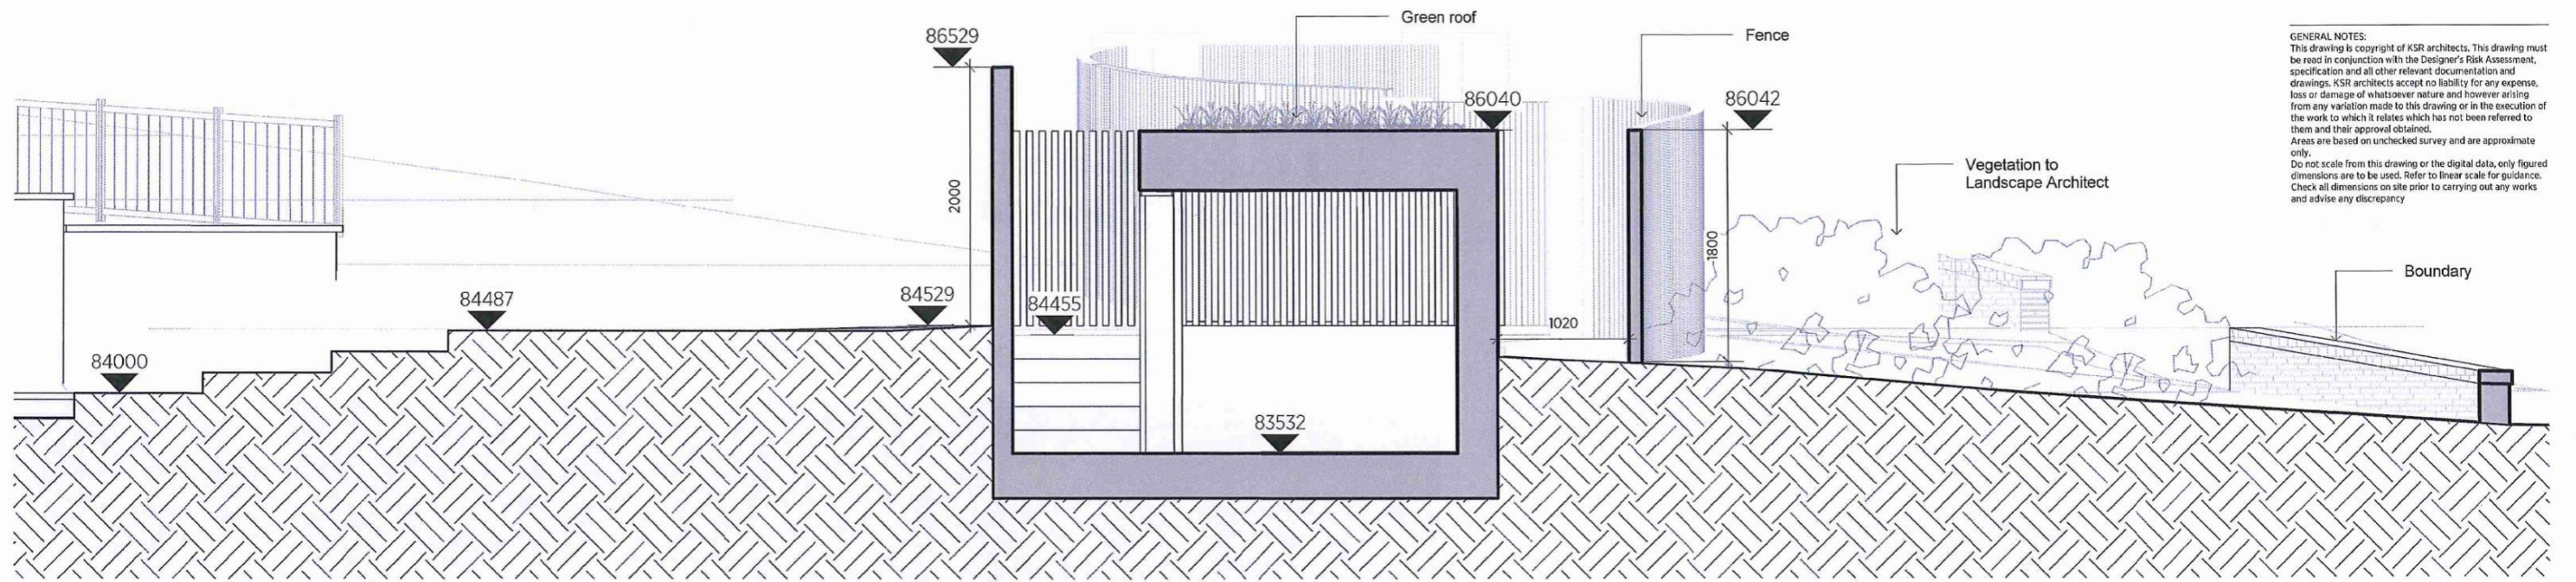 Green roof
86529
Fence
86040
86042
2000
Vegetation to
Landscape Architect
1800
Boundary
84487
84529
84455
1020
84000
83532
GENERAL NOTES:
This drawing is copyright of KSR architects. This drawing must
be read in conjunction with the Designer's Risk Assessment,
specification and all other relevant documentation and
drawings. KSR architects accept no liability for any expense,
loss or damage of whatsoever nature and however arising
from any variation made to this drawing or in the execution of
the work to which it relates which has not been referred to
them and their approval obtained.
Areas are based on unchecked survey and are approximate
only.
Do not scale from this drawing or the digital data, only figured
dimensions are to be used. Refer to linear scale for guidance.
Check all dimensions on site prior to carrying out any works
and advise any discrepancy